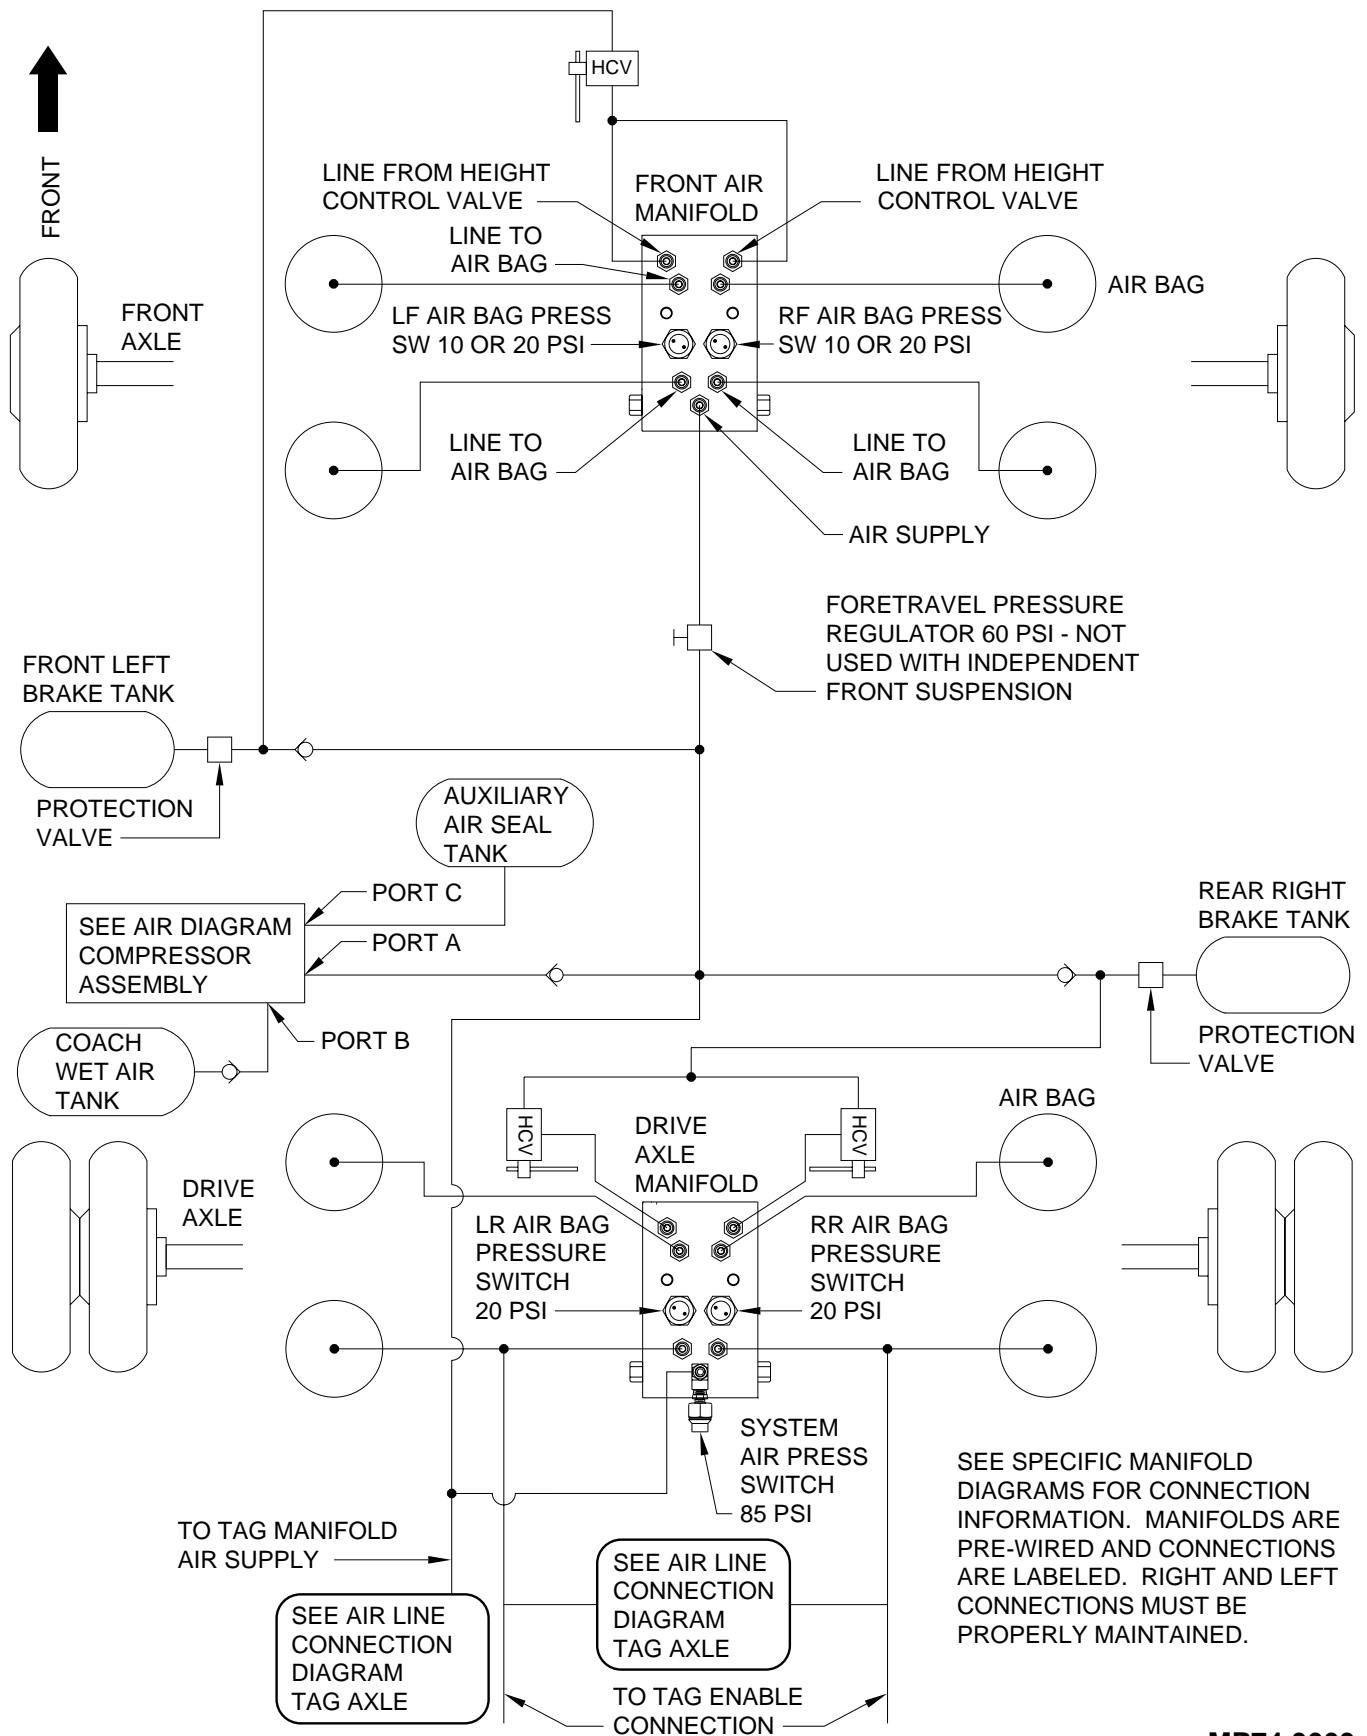 HCV
FRONT
LINE FROM HEIGHT
CONTROL VALVE
FRONT AIR
MANIFOLD
LINE FROM HEIGHT
CONTROL VALVE
LINE TO
AIR BAG
AIR BAG
FRONT
AXLE
LF AIR BAG PRESS
SW 10 OR 20 PSI
RF AIR BAG PRESS
SW 10 OR 20 PSI
LINE TO
AIR BAG
LINE TO
AIR BAG
AIR SUPPLY
FORETRAVEL PRESSURE
REGULATOR 60 PSI - NOT
USED WITH INDEPENDENT
FRONT SUSPENSION
FRONT LEFT
BRAKE TANK
PROTECTION
VALVE
AUXILIARY
AIR SEAL
TANK
PORT C
SEE AIR DIAGRAM
COMPRESSOR
ASSEMBLY
PORT A
REAR RIGHT
BRAKE TANK
PORT B
COACH
WET AIR
TANK
PROTECTION
VALVE
AIR BAG
HCV
HCV
DRIVE
AXLE
MANIFOLD
DRIVE
AXLE
LR AIR BAG
PRESSURE
SWITCH
20 PSI
RR AIR BAG
PRESSURE
SWITCH
20 PSI
SYSTEM
AIR PRESS
SWITCH
85 PSI
SEE SPECIFIC MANIFOLD
DIAGRAMS FOR CONNECTION
INFORMATION.  MANIFOLDS ARE
PRE-WIRED AND CONNECTIONS
ARE LABELED.  RIGHT AND LEFT
CONNECTIONS MUST BE
PROPERLY MAINTAINED.
TO TAG MANIFOLD
AIR SUPPLY
SEE AIR LINE
CONNECTION
DIAGRAM
TAG AXLE
SEE AIR LINE
CONNECTION
DIAGRAM
TAG AXLE
TO TAG ENABLE
CONNECTION